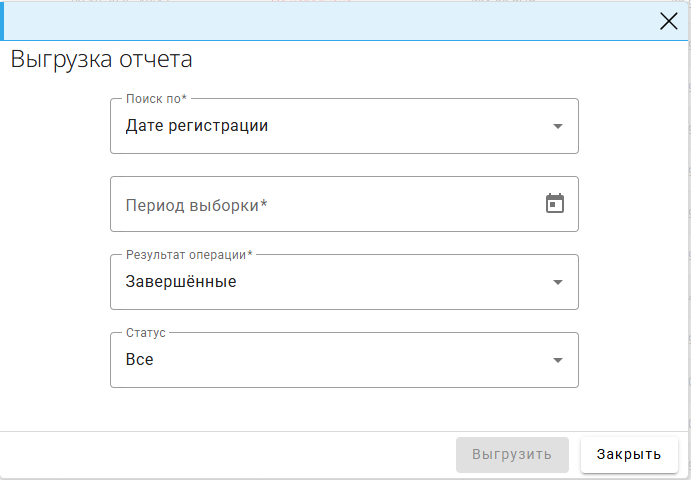 Выгрузка отчета
Поиск по*
Дате регистрации
Период выборки*
Результат операции*
Завершённые
Статус
Все
Выгрузить
Закрыть